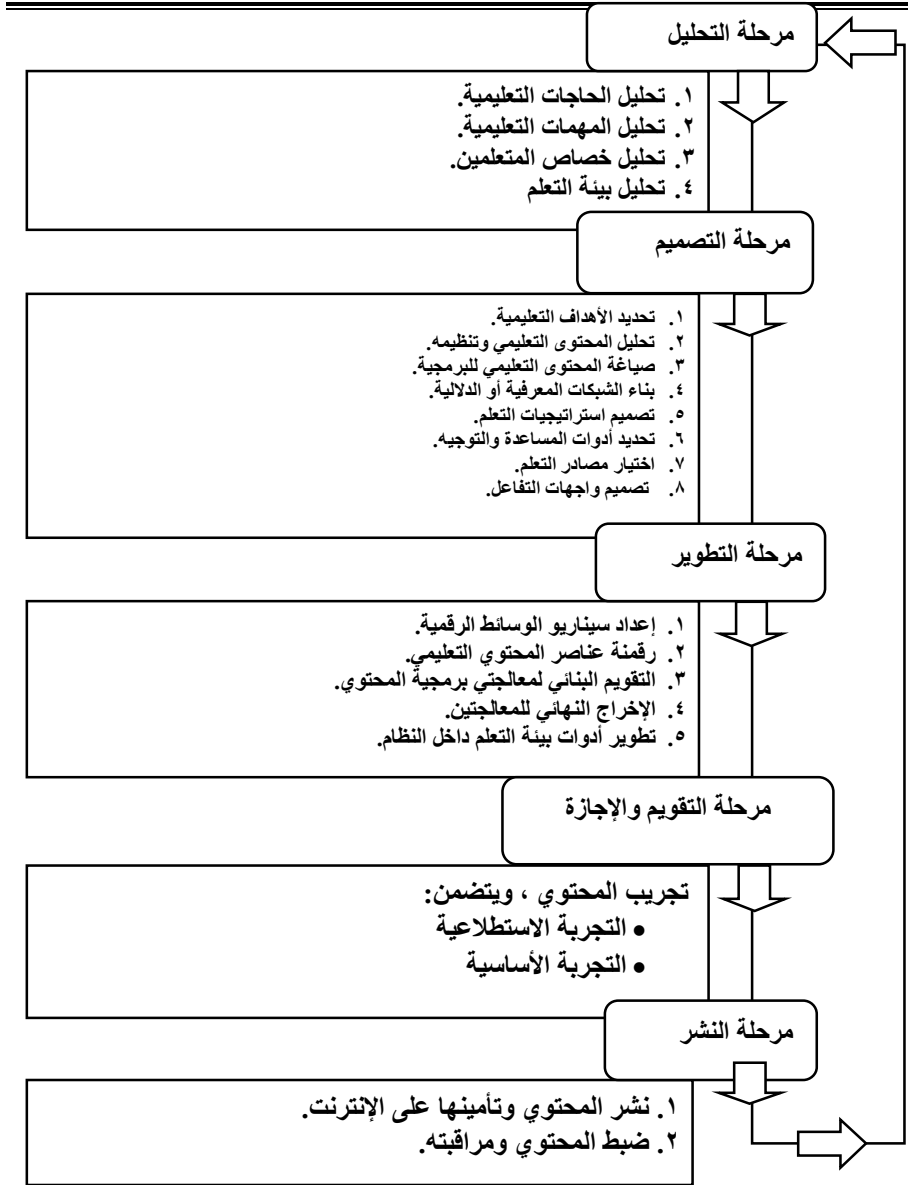 مرحلة التحليل
١. تحليل الحاجات التعليمية.
٢. تحليل المهمات التعليمية.
٣. تحليل خصاص المتعلمين.
٤. تحليل بيئة التعلم
مرحلة التصميم
١. تحديد الأهداف التعليمية.
٢. تحليل المحتوى التعليمي وتنظيمه.
٣. صياغة المحتوى التعليمي للبرمجية.
٤. بناء الشبكات المعرفية أو الدلالية.
٥. تصميم استراتيجيات التعلم.
٦. تحديد أدوات المساعدة والتوجيه.
٧. اختيار مصادر التعلم.
٨. تصميم واجهات التفاعل.
مرحلة التطوير
١. إعداد سيناريو الوسائط الرقمية.
٢. رقمنة عناصر المحتوي التعليمي.
٣. التقويم البنائي لمعالجتي برمجية المحتوي.
٤. الإخراج النهائي للمعالجتين.
٥. تطوير أدوات بيئة التعلم داخل النظام.
مرحلة التقويم والإجازة
تجريب المحتوي ، ويتضمن:
• التجربة الاستطلاعية
• التجربة الأساسية
مرحلة النشر
١. نشر المحتوي وتأمينها على الإنترنت.
٢. ضبط المحتوي ومراقبته.